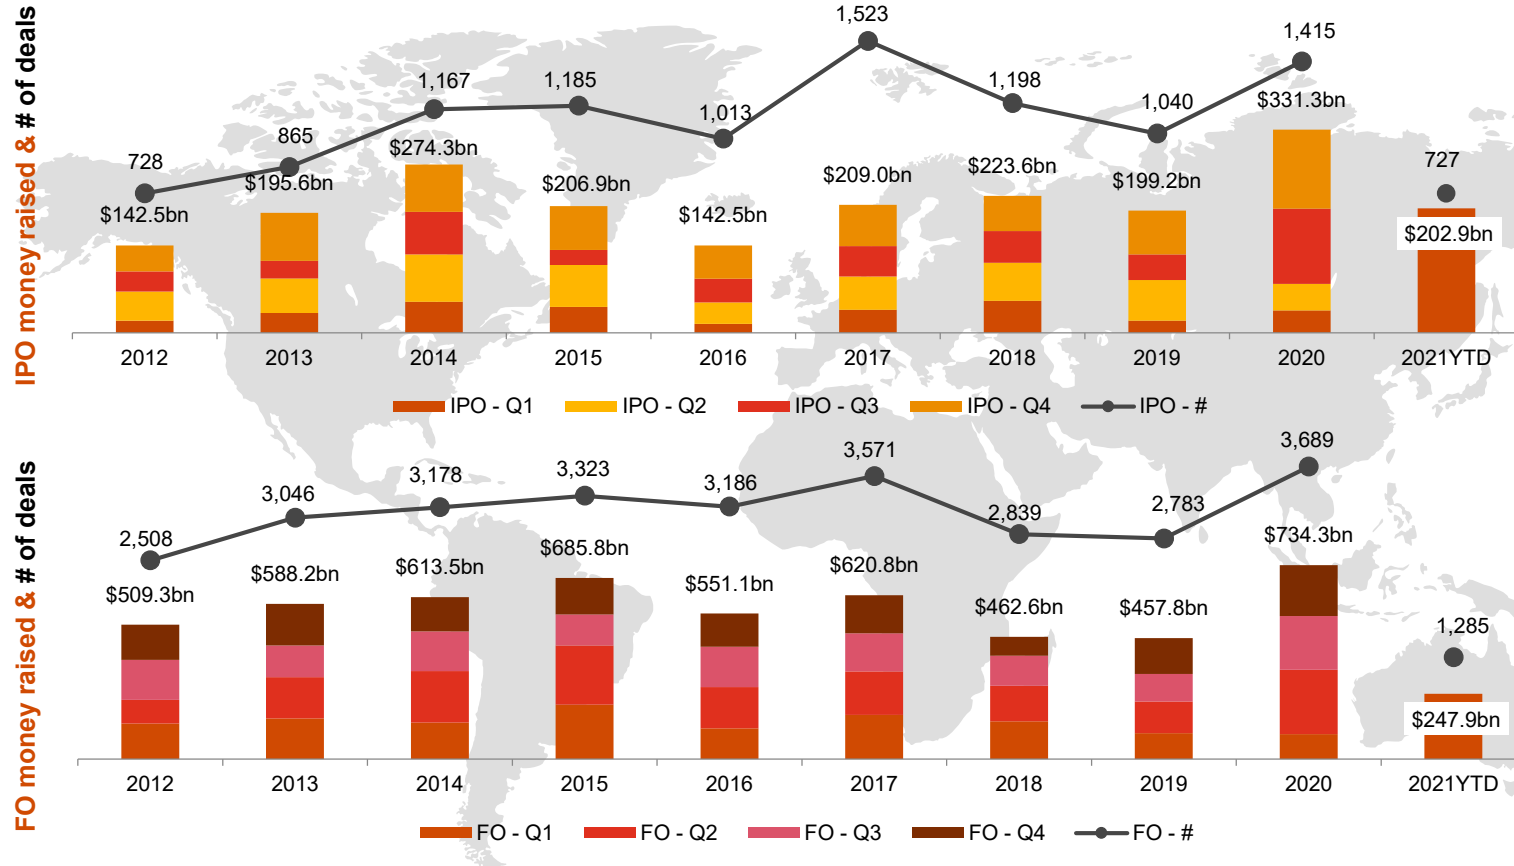 IPO money raised & # of deals
1,523
1,415
1,167
1,185
1,198
1,013
1,040
865
728
727
$331.3bn
$274.3bn
$195.6bn
$206.9bn
$209.0bn
$223.6bn
$199.2bn
$142.5bn
$142.5bn
$202.9bn
2012 2013 2014 2015 2016 2017 2018 2019 2020 2021YTD
IPO - Q1 IPO - Q2 IPO - Q3 IPO - Q4 IPO - #
FO money raised & # of deals
2,508
3,046
3,178
3,323
3,186
3,571
2,839
2,783
3,689
1,285
$509.3bn
$588.2bn
$613.5bn
$685.8bn
$551.1bn
$620.8bn
$462.6bn
$457.8bn
$734.3bn
$247.9bn
2012 2013 2014 2015 2016 2017 2018 2019 2020 2021YTD
FO - Q1 FO - Q2 FO - Q3 FO - Q4 FO - #